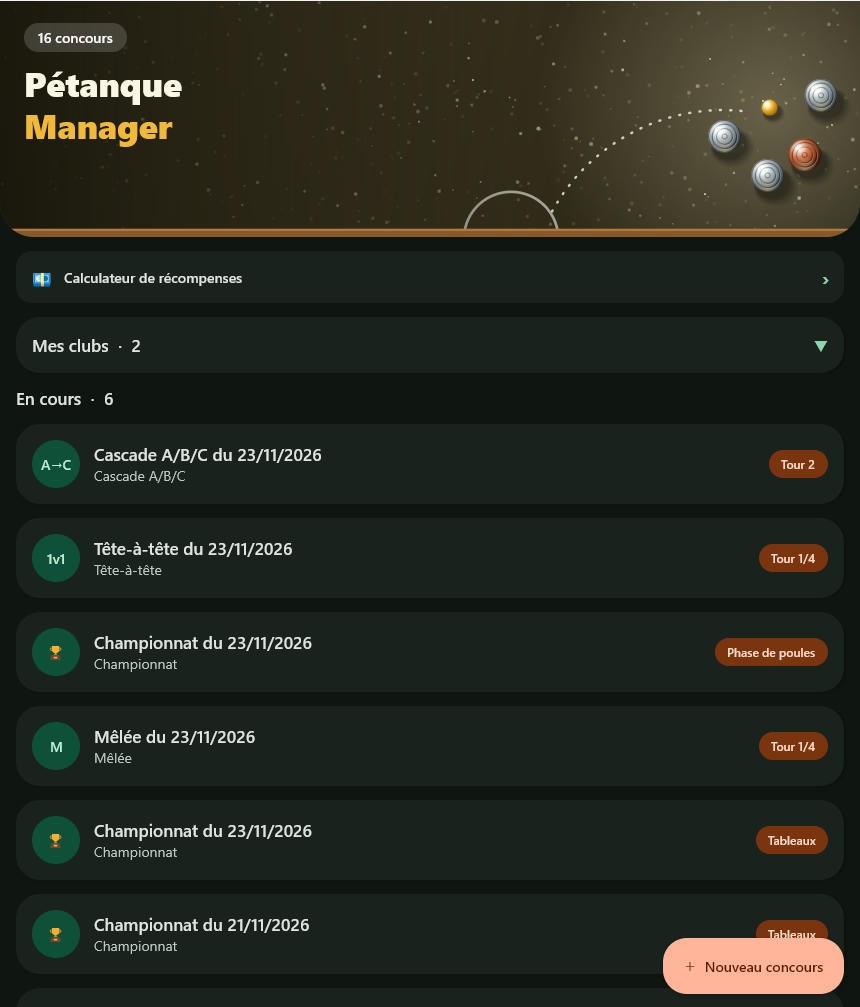 16 concours
Pétanque
Manager
Calculateur de récompenses
Mes clubs · 2
En cours · 6
A→C
Cascade A/B/C du 23/11/2026
Cascade A/B/C
Tour 2
1v1
Tête-à-tête du 23/11/2026
Tête-à-tête
Tour 1/4
Championnat du 23/11/2026
Championnat
Phase de poules
M
Mêlée du 23/11/2026
Mêlée
Tour 1/4
Championnat du 23/11/2026
Championnat
Tableaux
Championnat du 21/11/2026
Championnat
Tableaux
+ Nouveau concours